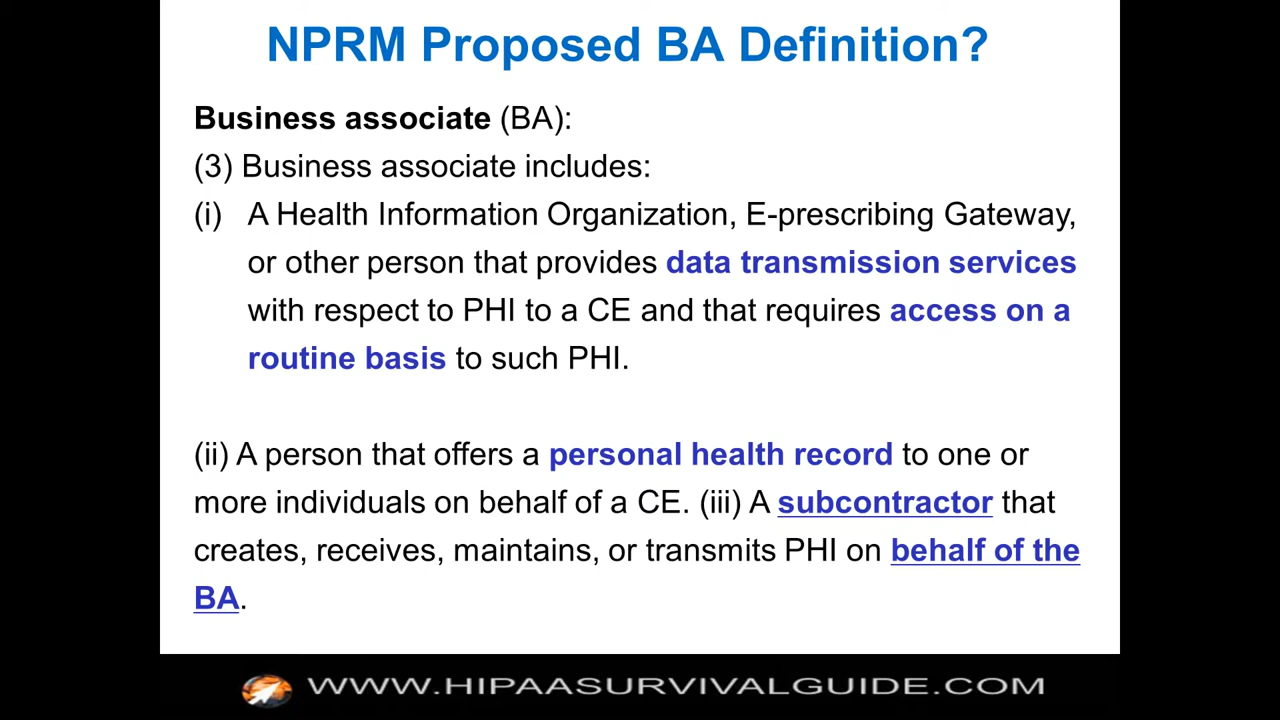 NPRM Proposed BA Definition?
Business associate (BA):
(3) Business associate includes:
(i) A Health Information Organization, E-prescribing Gateway,
or other person that provides data transmission services
with respect to PHI to a CE and that requires access on a
routine basis to such PHI.
(ii) A person that offers a personal health record to one or
more individuals on behalf of a CE. (iii) A subcontractor that
creates, receives, maintains, or transmits PHI on behalf of the
BA.
WWW.HIPAASURVIVALGUIDE.COM